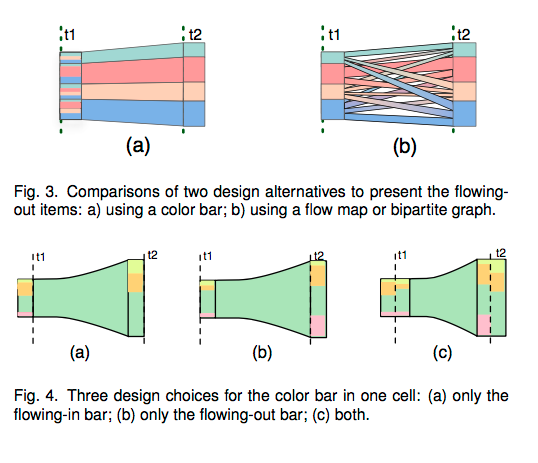 t1 t2 t1 t2
(a) (b)
Fig. 3. Comparisons of two design alternatives to present the flowing-
out items: a) using a color bar; b) using a flow map or bipartite graph.
t1 t2 t1 t2 t1 t2
(a) (b) (c)
Fig. 4. Three design choices for the color bar in one cell: (a) only the
flowing-in bar; (b) only the flowing-out bar; (c) both.